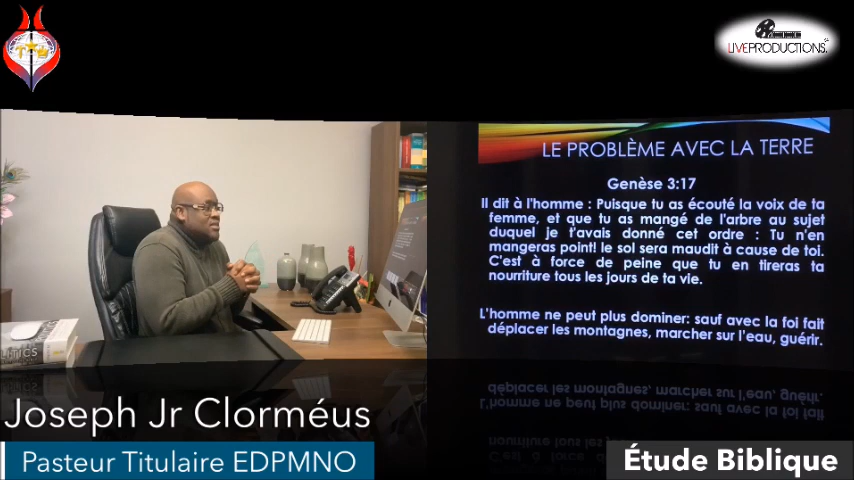 LIVEPRODUCTIONS.
LE PROBLÈME AVEC LA TERRE
Genèse 3:17
Il dit à l'homme : Puisque tu as écouté la voix de ta
femme, et que tu as mangé de l'arbre au sujet
duquel je t'avais donné cet ordre : Tu n'en
mangeras point! le sol sera maudit à cause de toi.
C'est à force de peine que tu en tireras ta
nourriture tous les jours de ta vie.
L'homme ne peut plus dominer: sauf avec la foi fait
déplacer les montagnes, marcher sur l'eau, guérir.
Joseph Jr Clorméus
Pasteur Titulaire EDPMNO
Étude Biblique